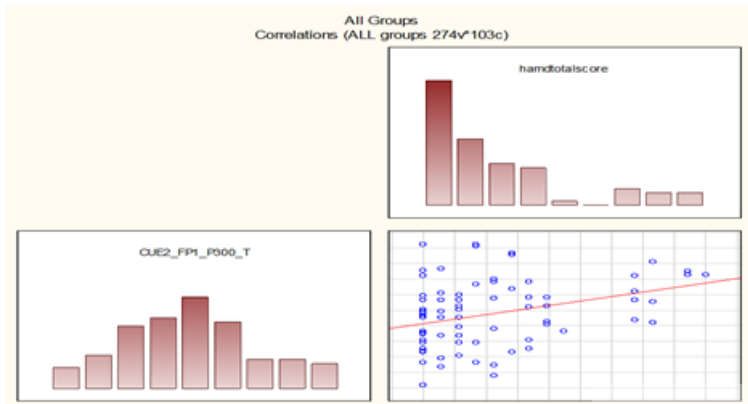 All Groups
Correlations (ALL groups 274v*103c)
hamdtotalscore
CUE2_FP1_P300_T